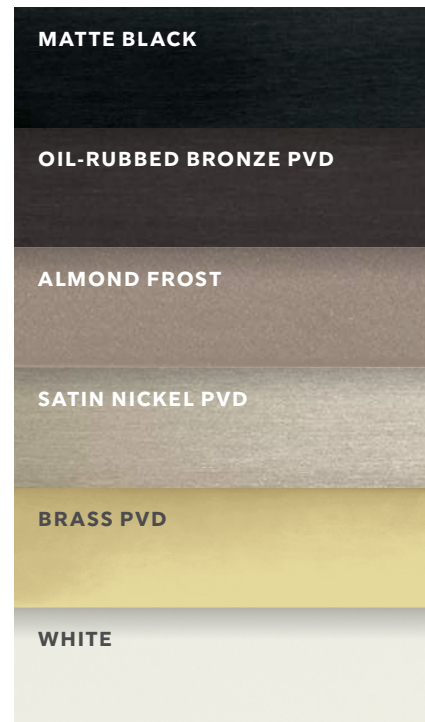 MATTE BLACK
OIL-RUBBED BRONZE PVD
ALMOND FROST
SATIN NICKEL PVD
BRASS PVD
WHITE